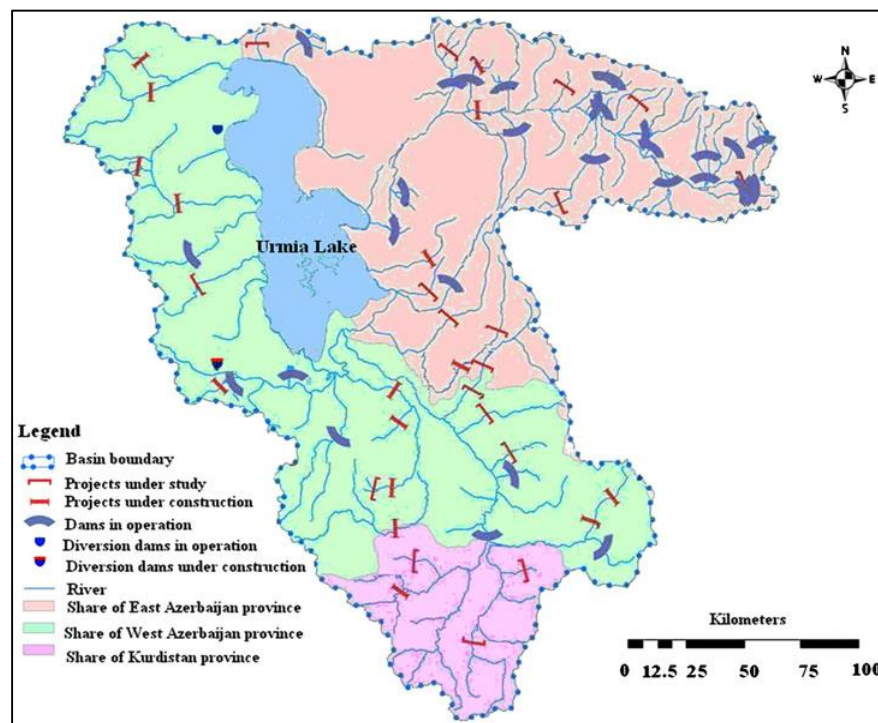 N
W E
S
Urmia Lake
Legend
Basin boundary
Projects under study
Projects under construction
Dams in operation
Diversion dams in operation
Diversion dams under construction
River
Share of East Azerbaijan province
Share of West Azerbaijan province
Share of Kurdistan province
Kilometers
0 12.5 25 50 75 100